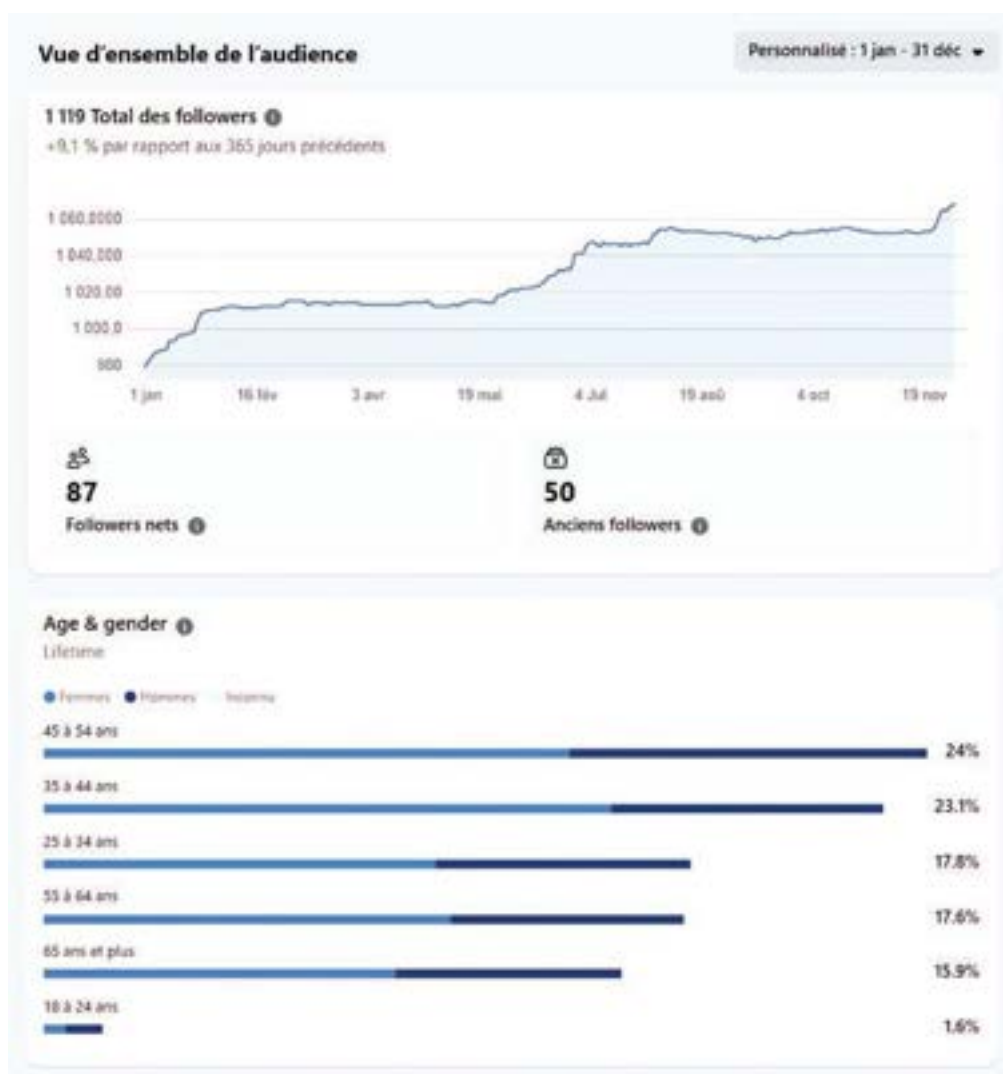 Vue d'ensemble de l'audience
Personnalisé : 1 jan - 31 déc
1 119 Total des followers
+9,1 % par rapport aux 365 jours précédents
1 060,0000
1 040,000
1 020.00
1 000.0
980
1 jan 16 fév 3 avr 19 mai 4 Jul 19 aoû 4 oct 19 nov
87
50
Followers nets
Anciens followers
Age & gender
Lifetime
Femmes Hommes Inconnu
45 à 54 ans
24%
35 à 44 ans
23.1%
25 à 34 ans
17.8%
55 à 64 ans
17.6%
65 ans et plus
15.9%
18 à 24 ans
1.6%